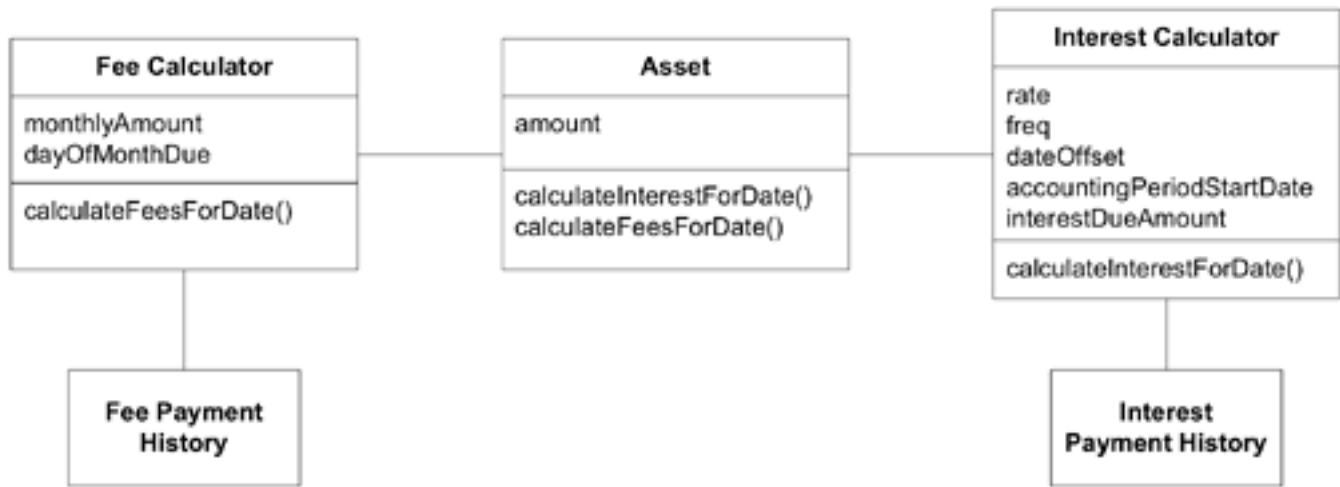 Fee Calculator
monthlyAmount
dayOfMonthDue
calculateFeesForDate()
Asset
amount
calculateInterestForDate()
calculateFeesForDate()
Interest Calculator
rate
freq
dateOffset
accountingPeriodStartDate
interestDueAmount
calculateInterestForDate()
Fee Payment
History
Interest
Payment History